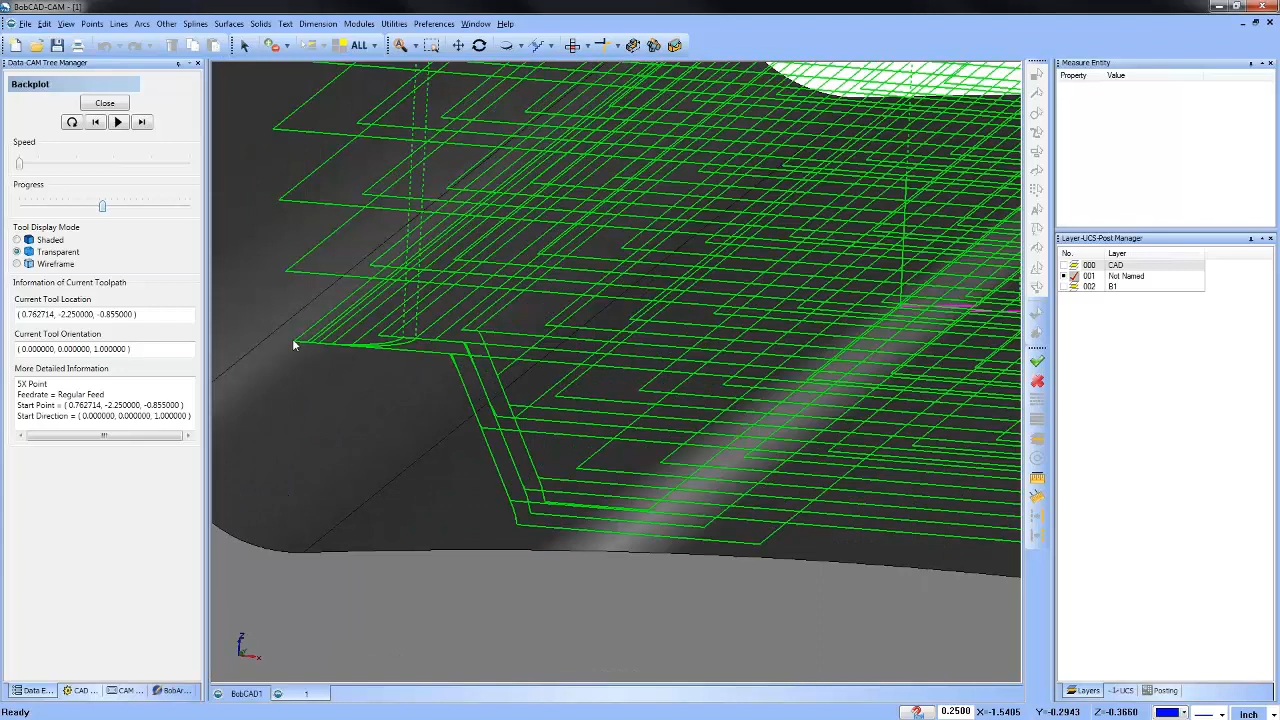 BobCAD-CAM - [1]
File Edit View Points Lines Arcs Other Splines Surfaces Solids Text Dimension Modules Utilities Preferences Window Help
ALL
Data-CAM Tree Manager
Backplot
Close
Speed
Progress
Tool Display Mode
Shaded
Transparent
Wireframe
Information of Current Toolpath
Current Tool Location
( 0.762714, -2.250000, -0.855000 )
Current Tool Orientation
( 0.000000, 0.000000, 1.000000 )
More Detailed Information
5X Point
Feedrate = Regular Feed
Start Point = ( 0.762714, -2.250000, -0.855000 )
Start Direction = ( 0.000000, 0.000000, 1.000000 )
Data E... CAD ... CAM ... BobAr...
Z
X
BobCAD1 1
Measure Entity
Property Value
Layer-UCS-Post Manager
No. Layer
000 CAD
001 Not Named
002 B1
Layers UCS Posting
Ready 0.2500 X=-1.5405 Y=-0.2943 Z=-0.3660 Inch